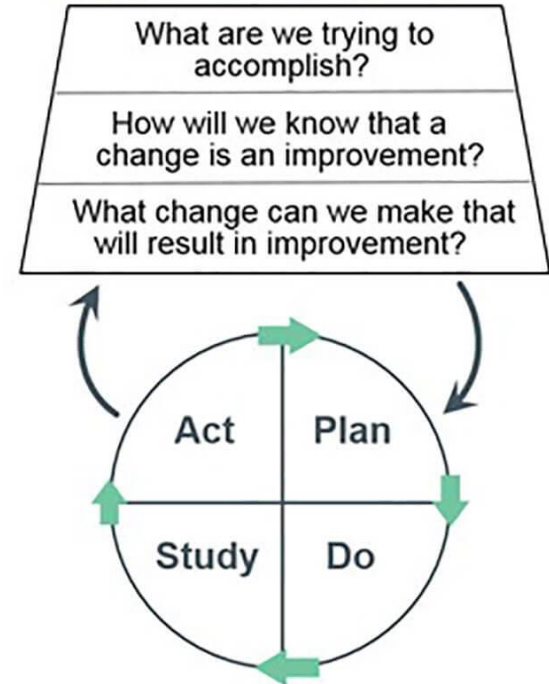 What are we trying to
accomplish?
How will we know that a
change is an improvement?
What change can we make that
will result in improvement?
Act
Plan
Study
Do